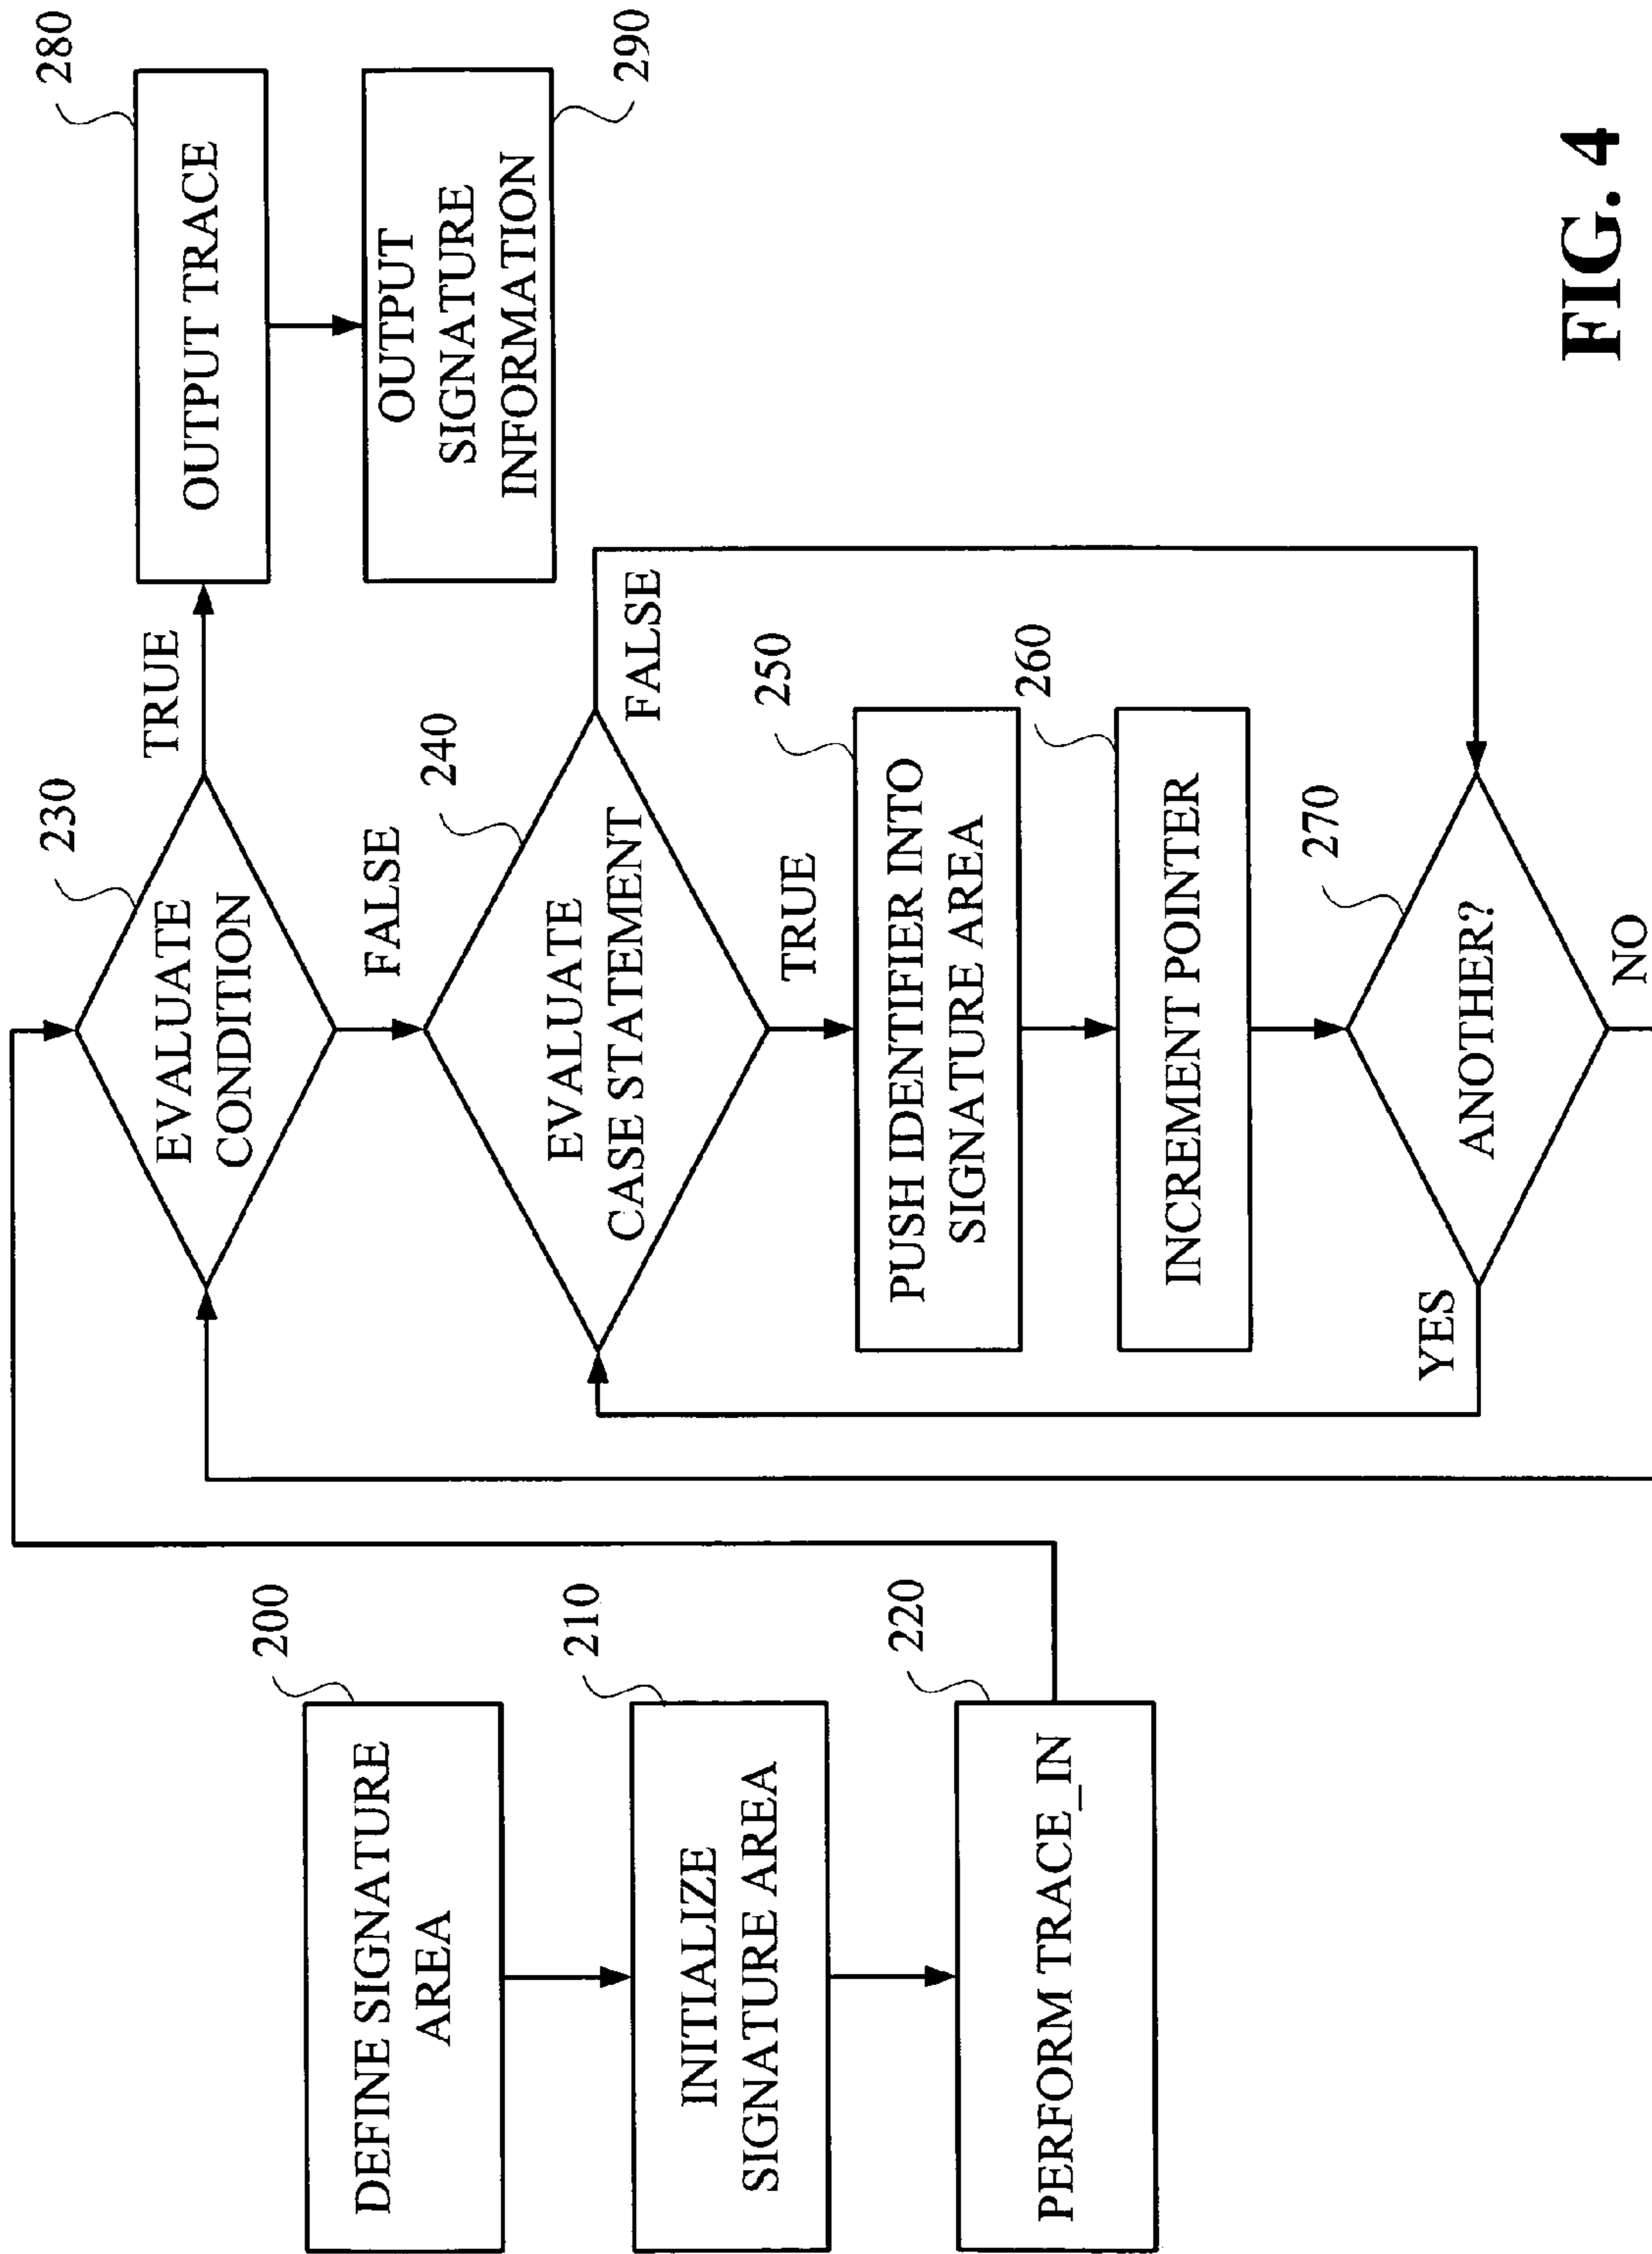 200
DEFINE SIGNATURE
AREA
210
INITIALIZE
SIGNATURE AREA
220
PERFORM TRACE_IN
230
EVALUATE
CONDITION
TRUE
FALSE
240
EVALUATE
CASE STATEMENT
FALSE
TRUE
250
PUSH IDENTIFIER INTO
SIGNATURE AREA
260
INCREMENT POINTER
270
ANOTHER?
YES
NO
280
OUTPUT TRACE
OUTPUT
SIGNATURE
INFORMATION
290
FIG. 4